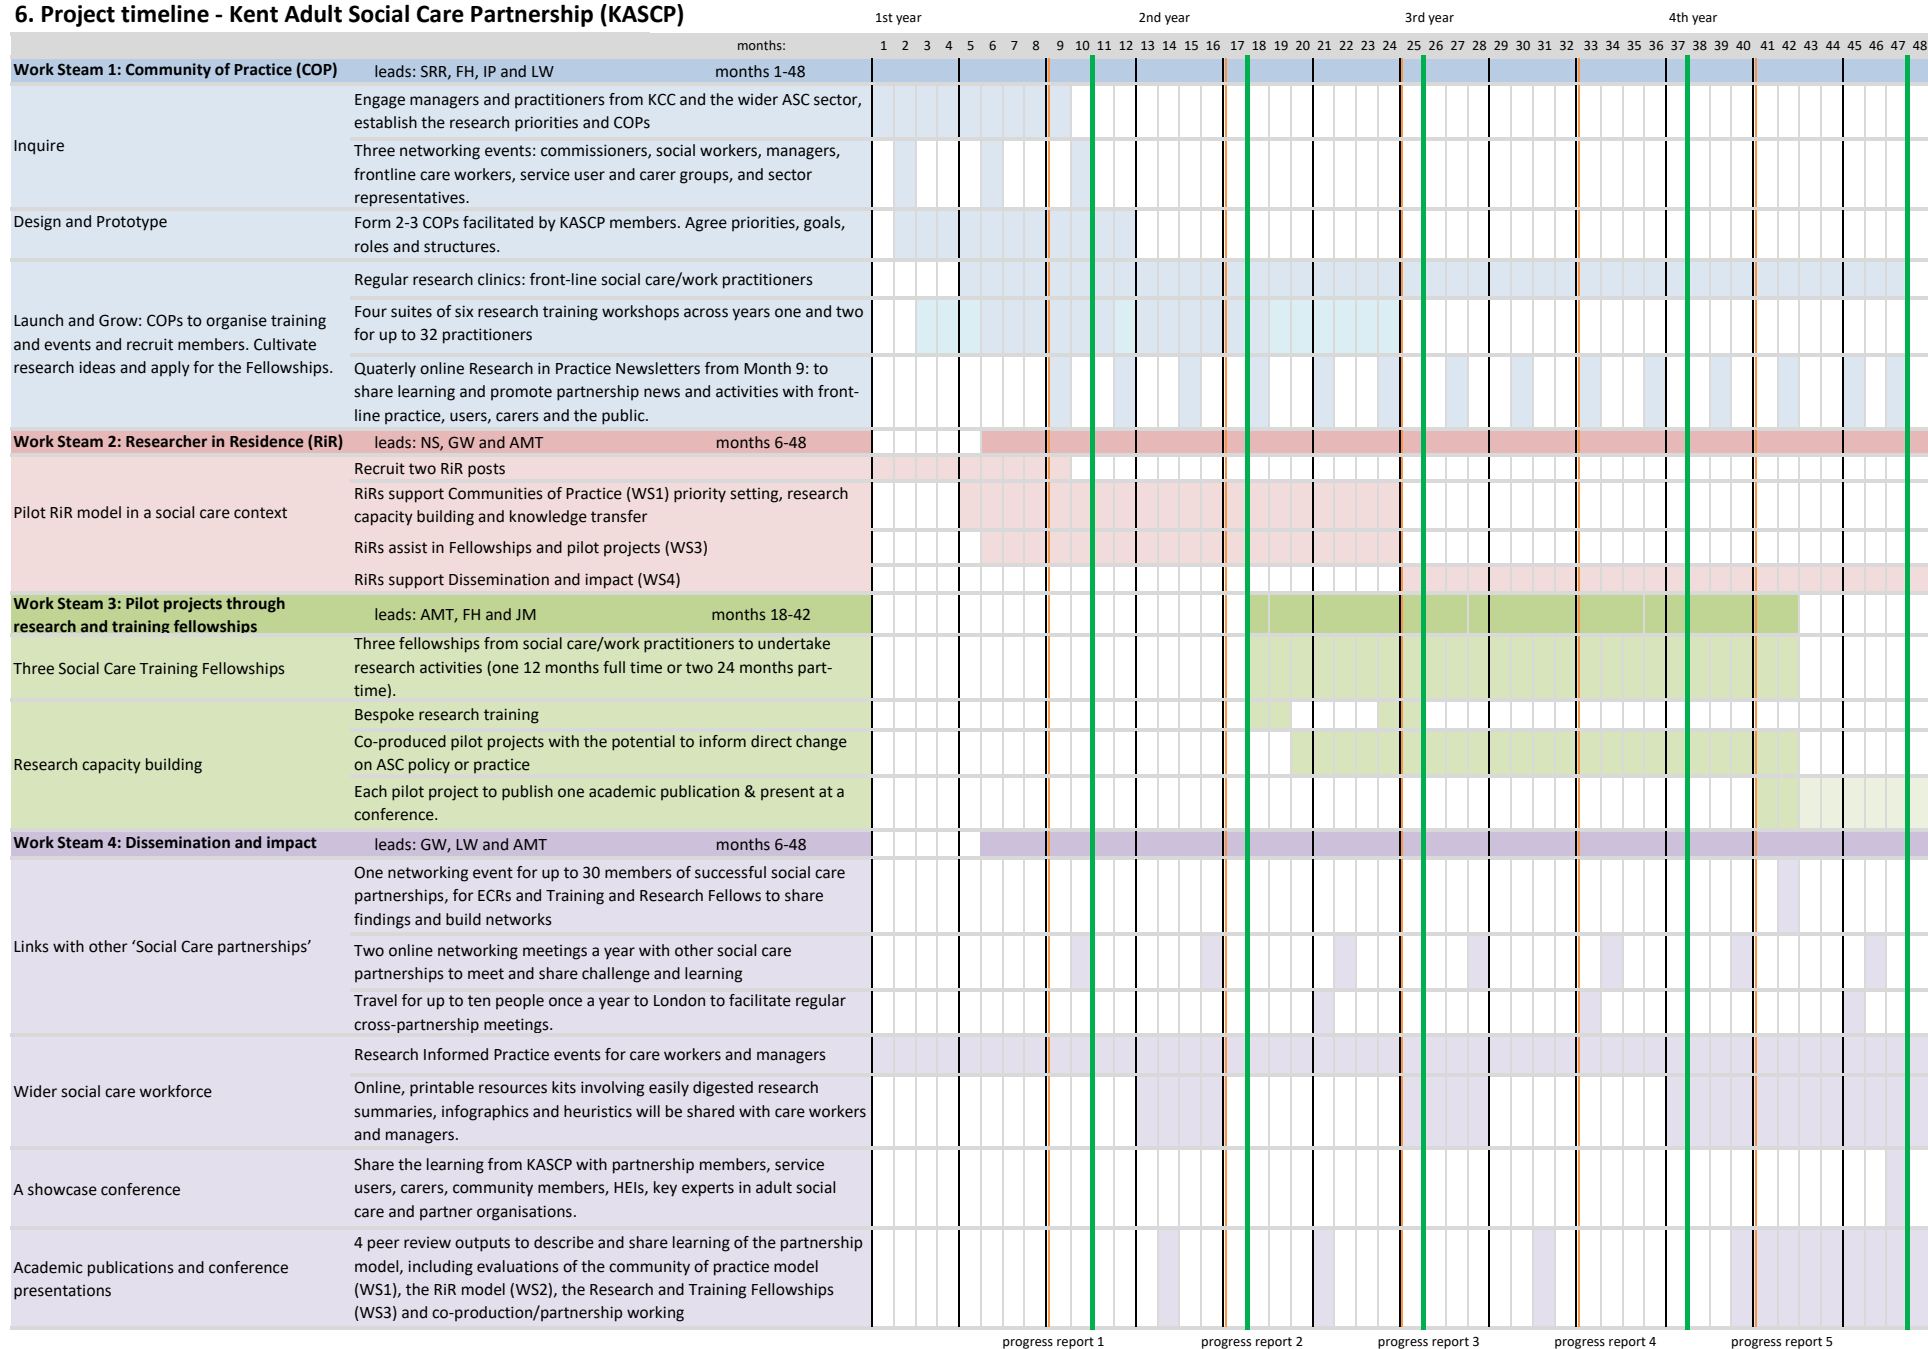 6. Project timeline - Kent Adult Social Care Partnership (KASCP)
1st year 2nd year 3rd year 4th year
months: 1 2 3 4 5 6 7 8 9 10 11 12 13 14 15 16 17 18 19 20 21 22 23 24 25 26 27 28 29 30 31 32 33 34 35 36 37 38 39 40 41 42 43 44 45 46 47 48
Work Steam 1: Community of Practice (COP) leads: SRR, FH, IP and LW months 1-48
Inquire
Engage managers and practitioners from KCC and the wider ASC sector,
establish the research priorities and COPs
Three networking events: commissioners, social workers, managers,
frontline care workers, service user and carer groups, and sector
representatives.
Design and Prototype
Form 2-3 COPs facilitated by KASCP members. Agree priorities, goals,
roles and structures.
Launch and Grow: COPs to organise training
and events and recruit members. Cultivate
research ideas and apply for the Fellowships.
Regular research clinics: front-line social care/work practitioners
Four suites of six research training workshops across years one and two
for up to 32 practitioners
Quaterly online Research in Practice Newsletters from Month 9: to
share learning and promote partnership news and activities with front-
line practice, users, carers and the public.
Work Steam 2: Researcher in Residence (RiR) leads: NS, GW and AMT months 6-48
Pilot RiR model in a social care context
Recruit two RiR posts
RiRs support Communities of Practice (WS1) priority setting, research
capacity building and knowledge transfer
RiRs assist in Fellowships and pilot projects (WS3)
RiRs support Dissemination and impact (WS4)
Work Steam 3: Pilot projects through
research and training fellowships
leads: AMT, FH and JM months 18-42
Three Social Care Training Fellowships
Three fellowships from social care/work practitioners to undertake
research activities (one 12 months full time or two 24 months part-
time).
Research capacity building
Bespoke research training
Co-produced pilot projects with the potential to inform direct change
on ASC policy or practice
Each pilot project to publish one academic publication & present at a
conference.
Work Steam 4: Dissemination and impact leads: GW, LW and AMT months 6-48
Links with other ‘Social Care partnerships’
One networking event for up to 30 members of successful social care
partnerships, for ECRs and Training and Research Fellows to share
findings and build networks
Two online networking meetings a year with other social care
partnerships to meet and share challenge and learning
Travel for up to ten people once a year to London to facilitate regular
cross-partnership meetings.
Wider social care workforce
Research Informed Practice events for care workers and managers
Online, printable resources kits involving easily digested research
summaries, infographics and heuristics will be shared with care workers
and managers.
A showcase conference
Share the learning from KASCP with partnership members, service
users, carers, community members, HEIs, key experts in adult social
care and partner organisations.
Academic publications and conference
presentations
4 peer review outputs to describe and share learning of the partnership
model, including evaluations of the community of practice model
(WS1), the RiR model (WS2), the Research and Training Fellowships
(WS3) and co-production/partnership working
progress report 1 progress report 2 progress report 3 progress report 4 progress report 5